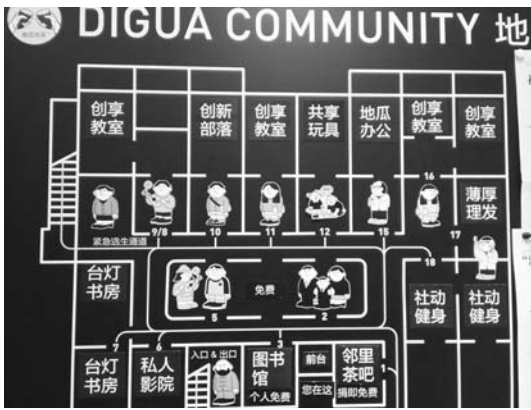 DIGUA COMMUNITY 地
创享
教室
创新
部落
创享
教室
共享
玩具
地瓜
办公
创享
教室
创享
教室
16
薄厚
理发
9/8
10
11
12
15
17
紧急逃生通道
18
台灯
书房
免费
社动
健身
社动
健身
5
2
7
6
3
台灯
书房
私人
影院
入口 & 出口
图书
馆
个人免费
前台
您在这
邻里
茶吧
捐即免费
1